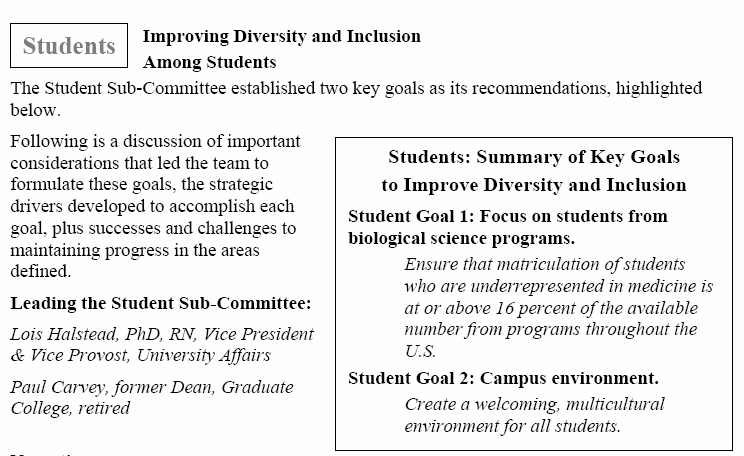 Students
Improving Diversity and Inclusion
Among Students
The Student Sub-Committee established two key goals as its recommendations, highlighted
below.
Following is a discussion of important
considerations that led the team to
formulate these goals, the strategic
drivers developed to accomplish each
goal, plus successes and challenges to
maintaining progress in the areas
defined.
Leading the Student Sub-Committee:
Lois Halstead, PhD, RN, Vice President
& Vice Provost, University Affairs
Paul Carvey, former Dean, Graduate
College, retired
Students: Summary of Key Goals
to Improve Diversity and Inclusion
Student Goal 1: Focus on students from
biological science programs.
Ensure that matriculation of students
who are underrepresented in medicine is
at or above 16 percent of the available
number from programs throughout the
U.S.
Student Goal 2: Campus environment.
Create a welcoming, multicultural
environment for all students.